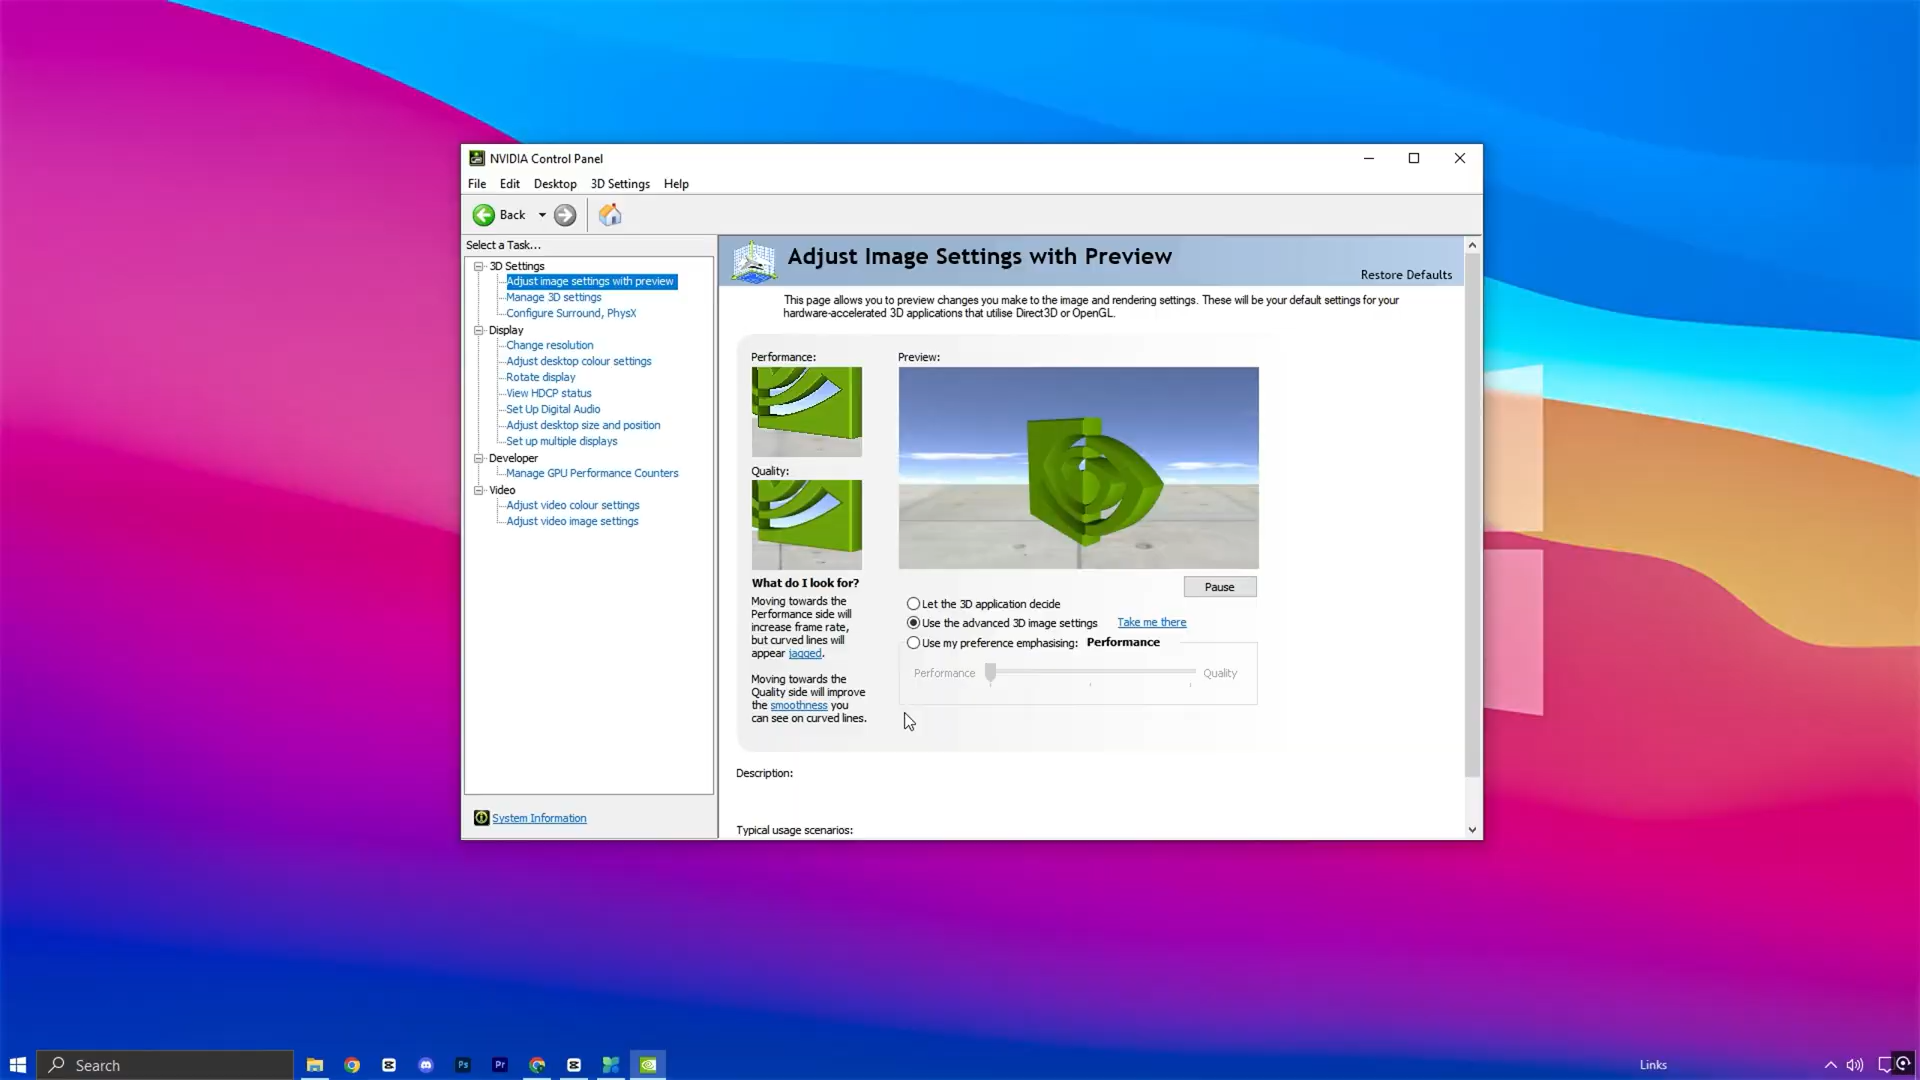 NVIDIA Control Panel
File Edit Desktop 3D Settings Help
Back
Select a Task...
3D Settings
Adjust image settings with preview
Manage 3D settings
Configure Surround, PhysX
Display
Change resolution
Adjust desktop colour settings
Rotate display
View HDCP status
Set Up Digital Audio
Adjust desktop size and position
Set up multiple displays
Developer
Manage GPU Performance Counters
Video
Adjust video colour settings
Adjust video image settings
System Information
Adjust Image Settings with Preview
Restore Defaults
This page allows you to preview changes you make to the image and rendering settings. These will be your default settings for your
hardware-accelerated 3D applications that utilise Direct3D or OpenGL.
Performance:
Quality:
What do I look for?
Moving towards the
Performance side will
increase frame rate,
but curved lines will
appear jagged.
Moving towards the
Quality side will improve
the smoothness you
can see on curved lines.
Preview:
Pause
Let the 3D application decide
Use the advanced 3D image settings Take me there
Use my preference emphasising: Performance
Performance Quality
Description:
Typical usage scenarios:
Search
Ps
Pr
Links